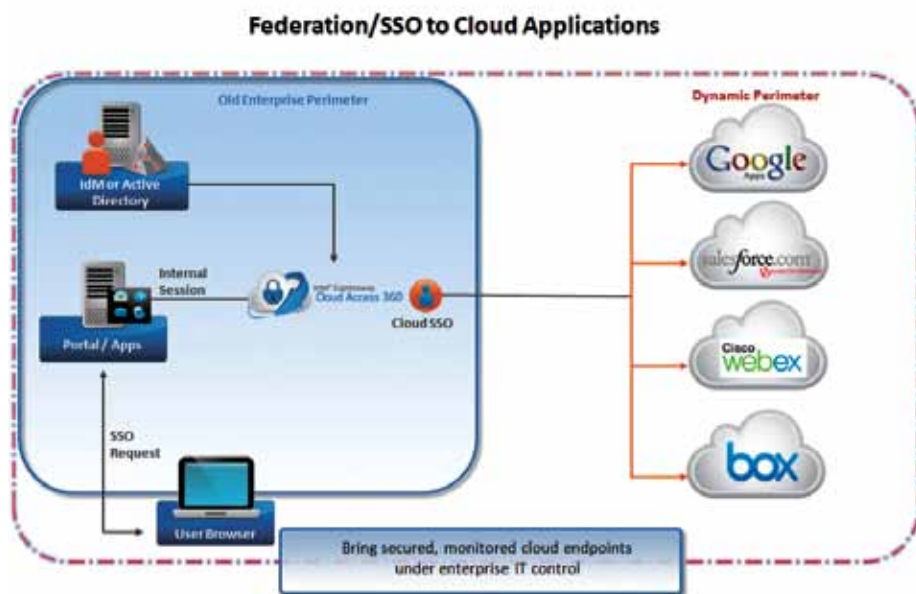 Federation/SSO to Cloud Applications
Old Enterprise Perimeter
Dynamic Perimeter
IdM or Active
Directory
Google
Apps
Internal
Session
Cloud Access 360
salesforce.com
Cloud SSO
Portal / Apps
Cisco
webex
SSO
Request
box
User Browser
Bring secured, monitored cloud endpoints
under enterprise IT control